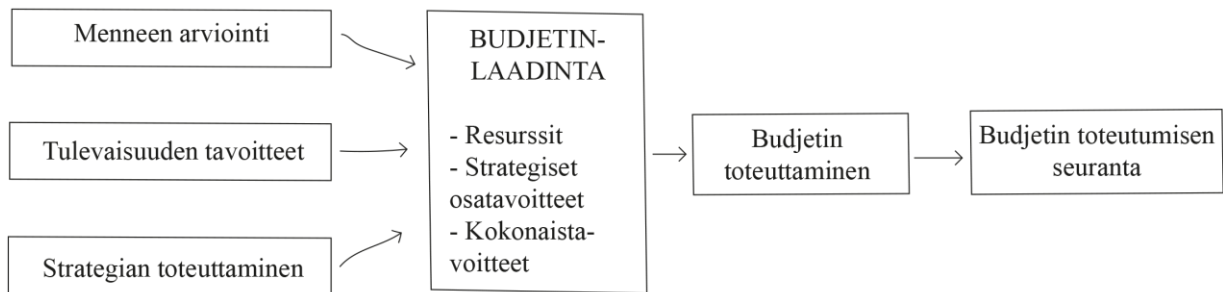 Menneen arviointi
Tulevaisuuden tavoitteet
Strategian toteuttaminen
BUDJETIN-
LAADINTA
- Resurssit
- Strategiset
osatavoitteet
- Kokonaista-
voitteet
Budjetin
toteuttaminen
Budjetin toteutumisen
seuranta